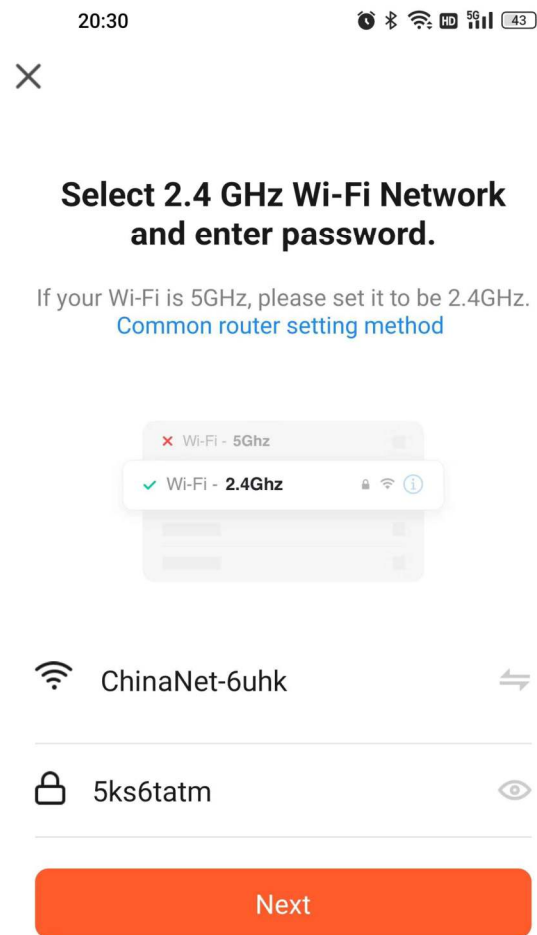 20:30
HD 5G 43
Select 2.4 GHz Wi-Fi Network
and enter password.
If your Wi-Fi is 5GHz, please set it to be 2.4GHz.
Common router setting method
Wi-Fi - 5Ghz
Wi-Fi - 2.4Ghz
ChinaNet-6uhk
5ks6tatm
Next